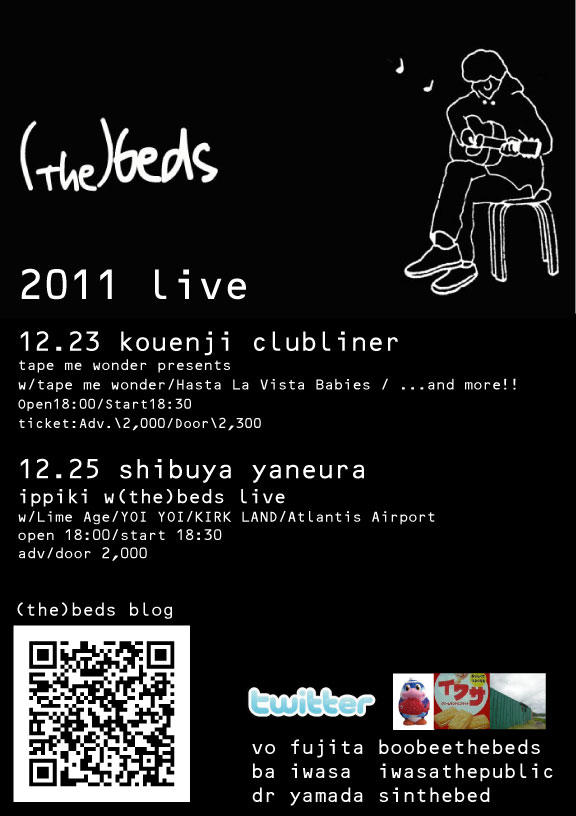 (The)beds
2011 live
12.23 kouenji clubliner
tape me wonder presents
w/tape me wonder/Hasta La Vista Babies / ...and more!!
Open18:00/Start18:30
ticket:Adv.\2,000/Door\2,300
12.25 shibuya yaneura
ippiki w(the)beds live
w/Lime Age/YOI YOI/KIRK LAND/Atlantis Airport
open 18:00/start 18:30
adv/door 2,000
(the)beds blog
twitter
イワサ
vo fujita boobeethebeds
ba iwasa iwasathepublic
dr yamada sinthebed